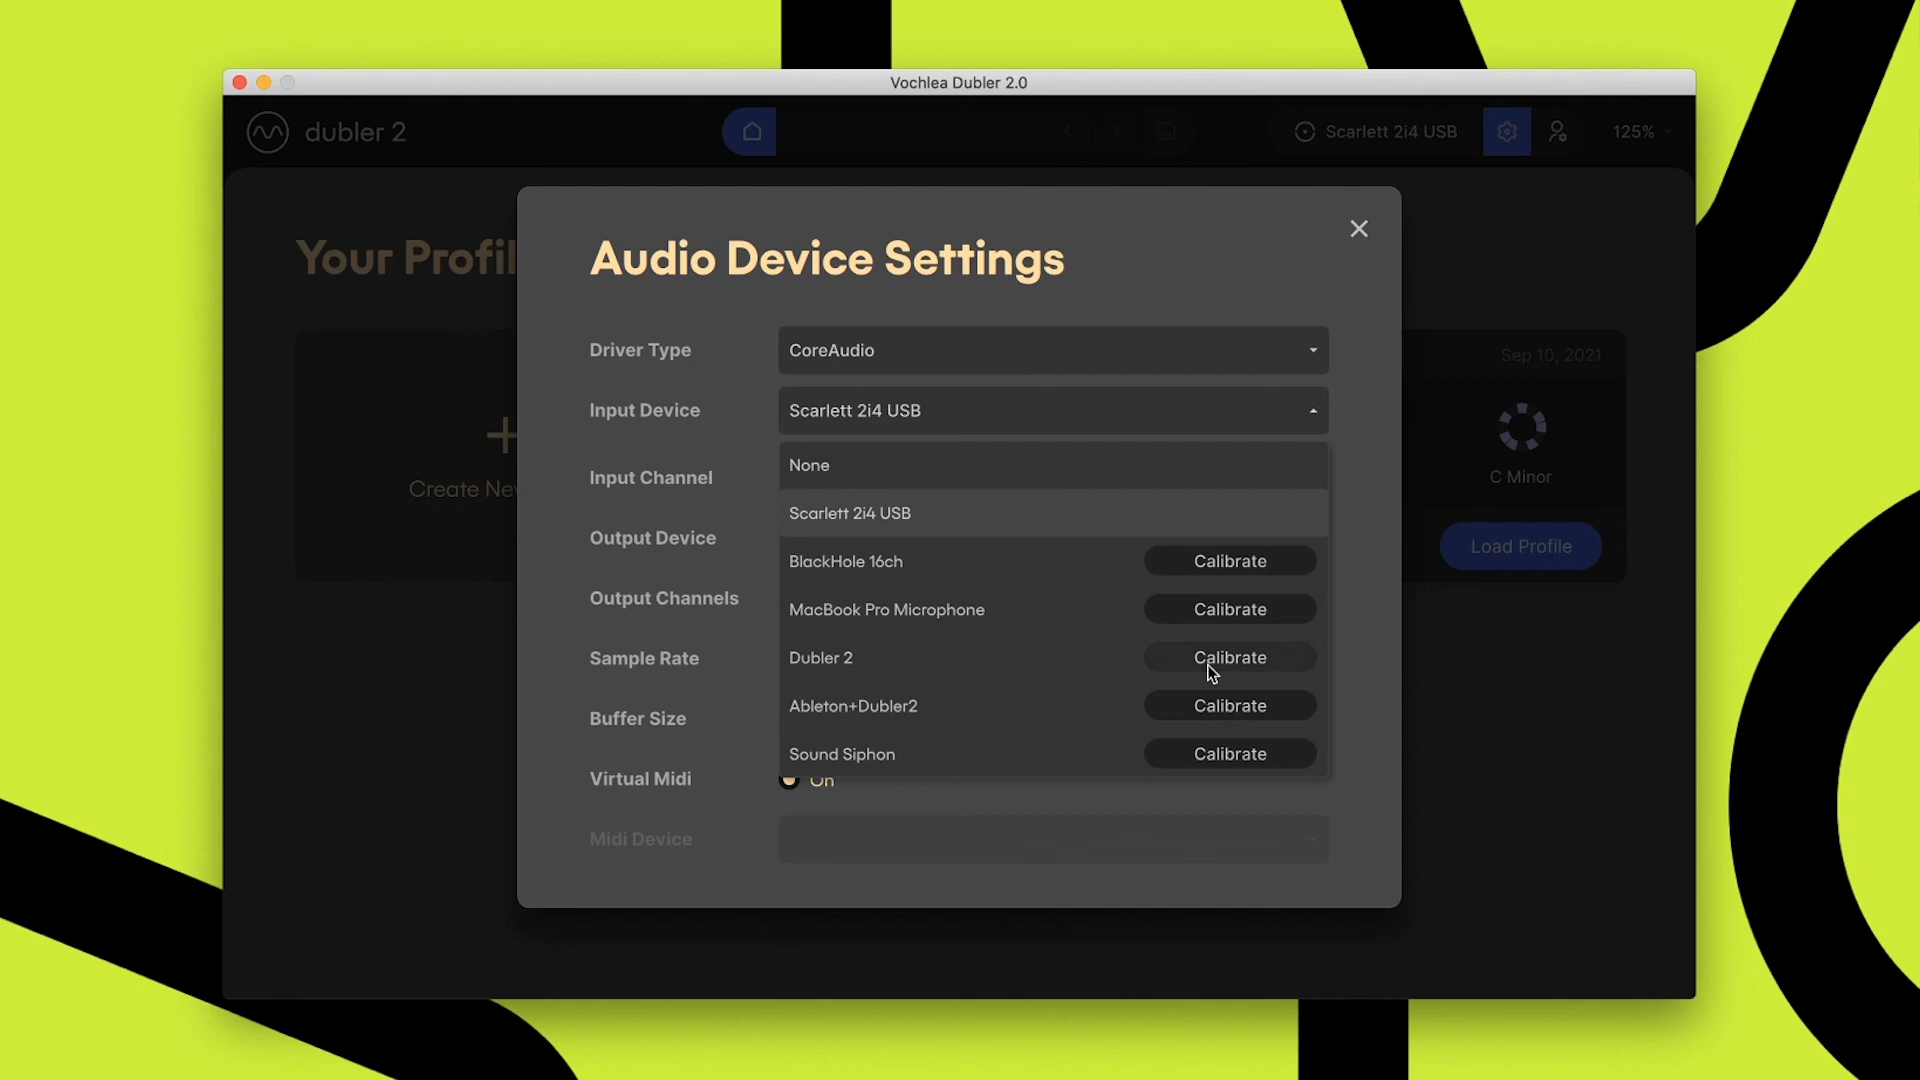 Vochlea Dubler 2.0
dubler 2
Scarlett 2i4 USB
125%
Your Profil
Audio Device Settings
Driver Type
CoreAudio
Sep 10, 2021
Input Device
Scarlett 2i4 USB
None
Input Channel
C Minor
Create New
Scarlett 2i4 USB
Output Device
Load Profile
BlackHole 16ch
Calibrate
Output Channels
MacBook Pro Microphone
Calibrate
Sample Rate
Dubler 2
Calibrate
Buffer Size
Ableton+Dubler2
Calibrate
Sound Siphon
Calibrate
Virtual Midi
On
Midi Device